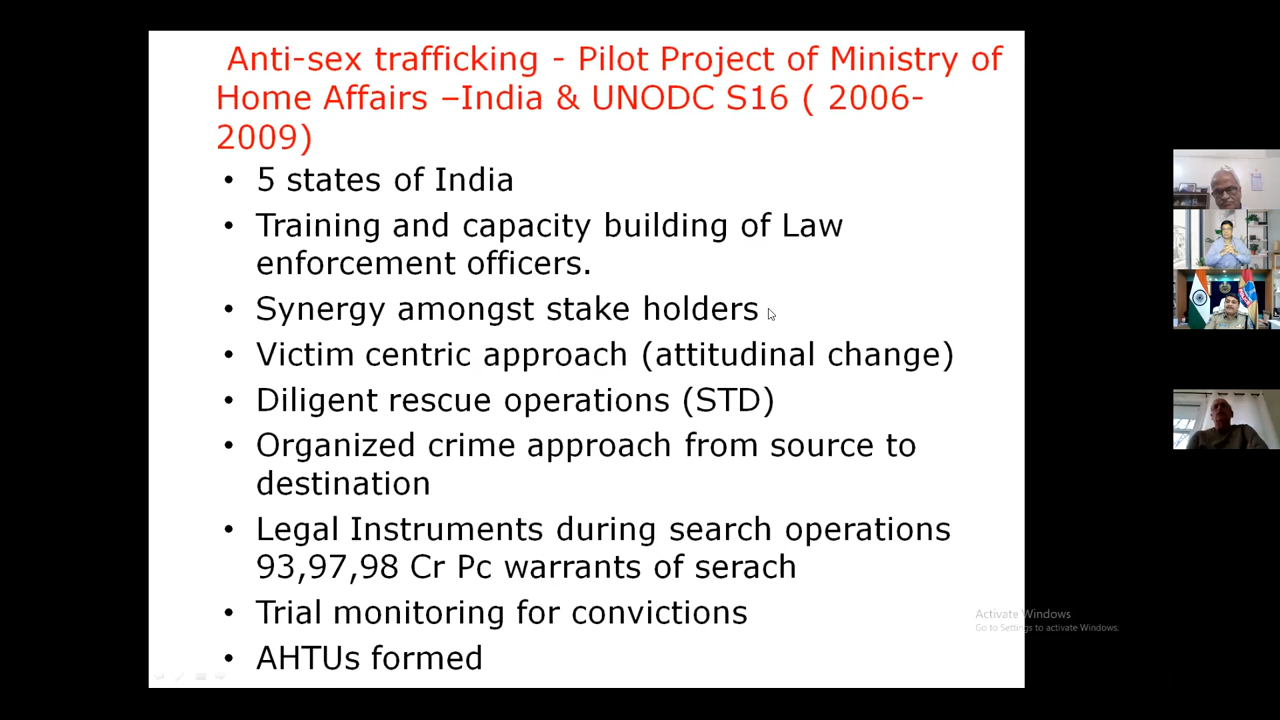 Anti-sex trafficking - Pilot Project of Ministry of
Home Affairs –India & UNODC S16 ( 2006-
2009)
• 5 states of India
• Training and capacity building of Law
enforcement officers.
• Synergy amongst stake holders
• Victim centric approach (attitudinal change)
• Diligent rescue operations (STD)
• Organized crime approach from source to
destination
• Legal Instruments during search operations
93,97,98 Cr Pc warrants of serach
• Trial monitoring for convictions
• AHTUs formed
Activate Windows
Go to Settings to activate Windows.